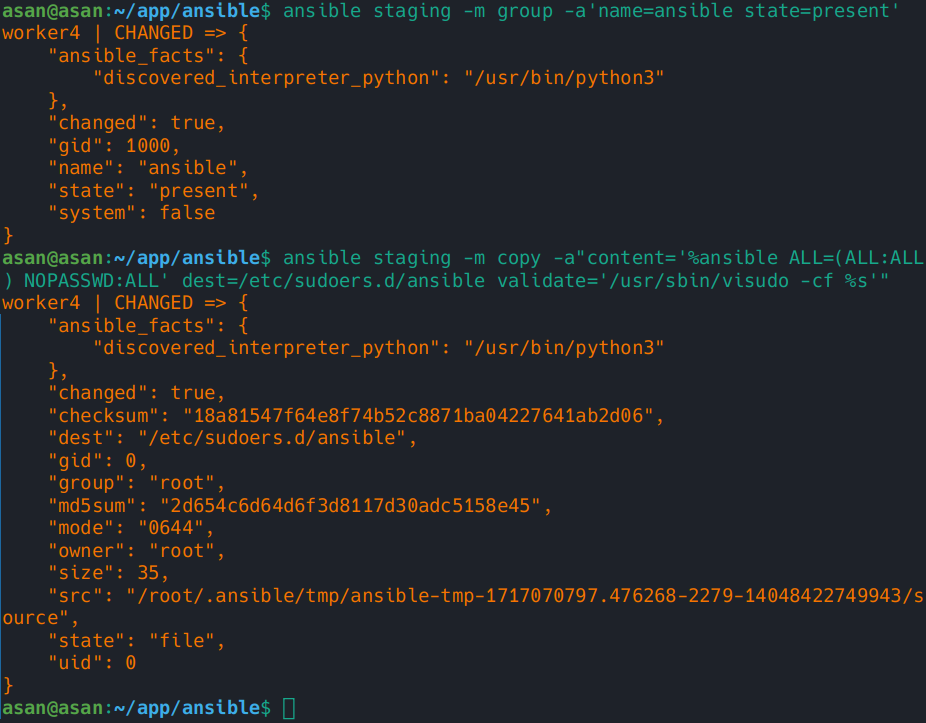 asan@asan:~/app/ansible$ ansible staging -m group -a'name=ansible state=present'
worker4 | CHANGED => {
    "ansible_facts": {
        "discovered_interpreter_python": "/usr/bin/python3"
    },
    "changed": true,
    "gid": 1000,
    "name": "ansible",
    "state": "present",
    "system": false
}
asan@asan:~/app/ansible$ ansible staging -m copy -a"content='%ansible ALL=(ALL:ALL
) NOPASSWD:ALL' dest=/etc/sudoers.d/ansible validate='/usr/sbin/visudo -cf %s'"
worker4 | CHANGED => {
    "ansible_facts": {
        "discovered_interpreter_python": "/usr/bin/python3"
    },
    "changed": true,
    "checksum": "18a81547f64e8f74b52c8871ba04227641ab2d06",
    "dest": "/etc/sudoers.d/ansible",
    "gid": 0,
    "group": "root",
    "md5sum": "2d654c6d64d6f3d8117d30adc5158e45",
    "mode": "0644",
    "owner": "root",
    "size": 35,
    "src": "/root/.ansible/tmp/ansible-tmp-1717070797.476268-2279-14048422749943/s
ource",
    "state": "file",
    "uid": 0
}
asan@asan:~/app/ansible$